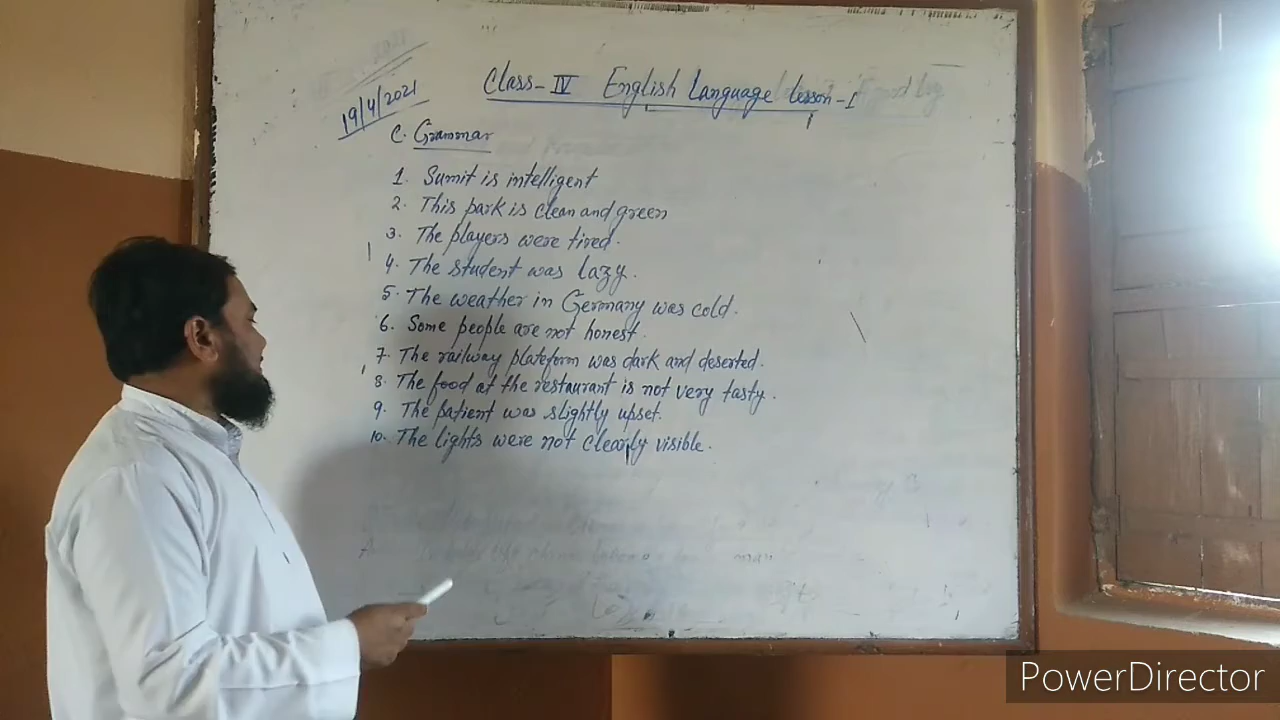 19/4/2021
Class-IV English Language Lesson-I
C. Grammar
1. Sumit is intelligent
2. This park is clean and green
3. The players were tired.
4. The student was lazy.
5. The weather in Germany was cold.
6. Some people are not honest.
7. The railway plateform was dark and deserted.
8. The food at the restaurant is not very tasty.
9. The patient was slightly upset.
10. The lights were not clearly visible.
PowerDirector